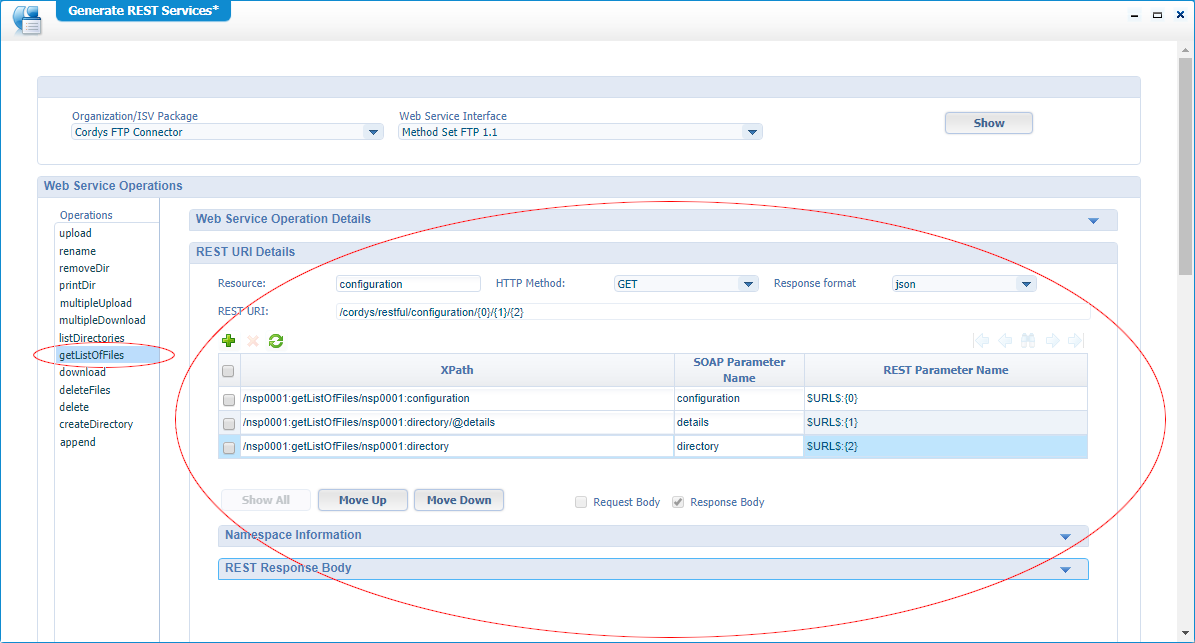 Generate REST Services*
Organization/ISV Package
Web Service Interface
Cordys FTP Connector
Method Set FTP 1.1
Show
Web Service Operations
Operations
upload
rename
removeDir
printDir
multipleUpload
multipleDownload
listDirectories
getListOfFiles
download
deleteFiles
delete
createDirectory
append
Web Service Operation Details
REST URI Details
Resource:
configuration
HTTP Method:
GET
Response format
json
REST URI:
/cordys/restful/configuration/{0}/{1}/{2}
XPath
SOAP Parameter
Name
REST Parameter Name
/nsp0001:getListOfFiles/nsp0001:configuration
configuration
$URL$:{0}
/nsp0001:getListOfFiles/nsp0001:directory/@details
details
$URL$:{1}
/nsp0001:getListOfFiles/nsp0001:directory
directory
$URL$:{2}
Show All
Move Up
Move Down
Request Body
Response Body
Namespace Information
REST Response Body